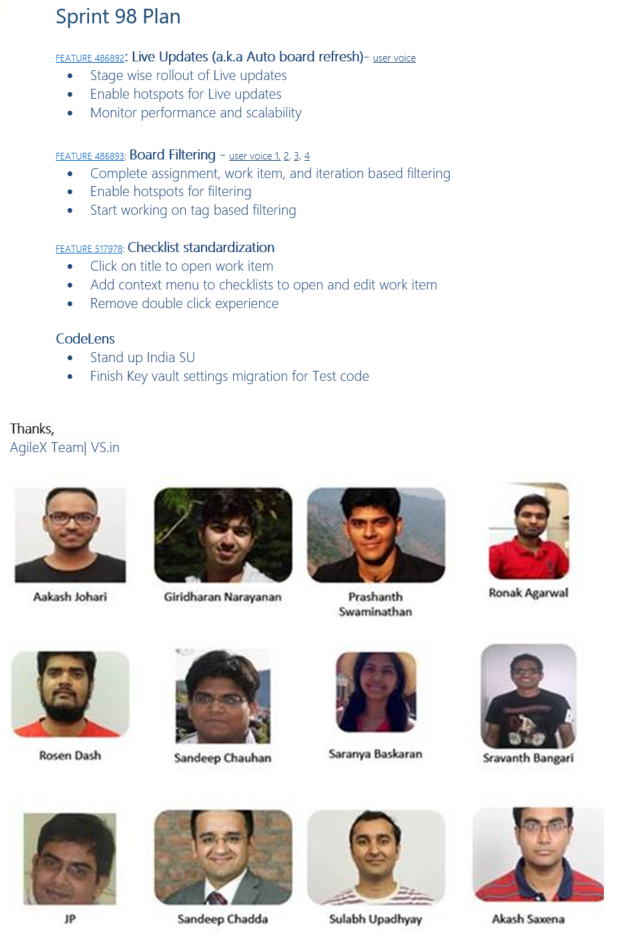 Sprint 98 Plan
FEATURE 486892: Live Updates (a.k.a Auto board refresh)– user voice
• Stage wise rollout of Live updates
• Enable hotspots for Live updates
• Monitor performance and scalability
FEATURE 486893: Board Filtering – user voice 1, 2, 3, 4
• Complete assignment, work item, and iteration based filtering
• Enable hotspots for filtering
• Start working on tag based filtering
FEATURE 517978: Checklist standardization
• Click on title to open work item
• Add context menu to checklists to open and edit work item
• Remove double click experience
CodeLens
• Stand up India SU
• Finish Key vault settings migration for Test code
Thanks,
AgileX Team| VS.in
Aakash Johari
Giridharan Narayanan
Prashanth
Swaminathan
Ronak Agarwal
Rosen Dash
Sandeep Chauhan
Saranya Baskaran
Sravanth Bangari
JP
Sandeep Chadda
Sulabh Upadhyay
Akash Saxena